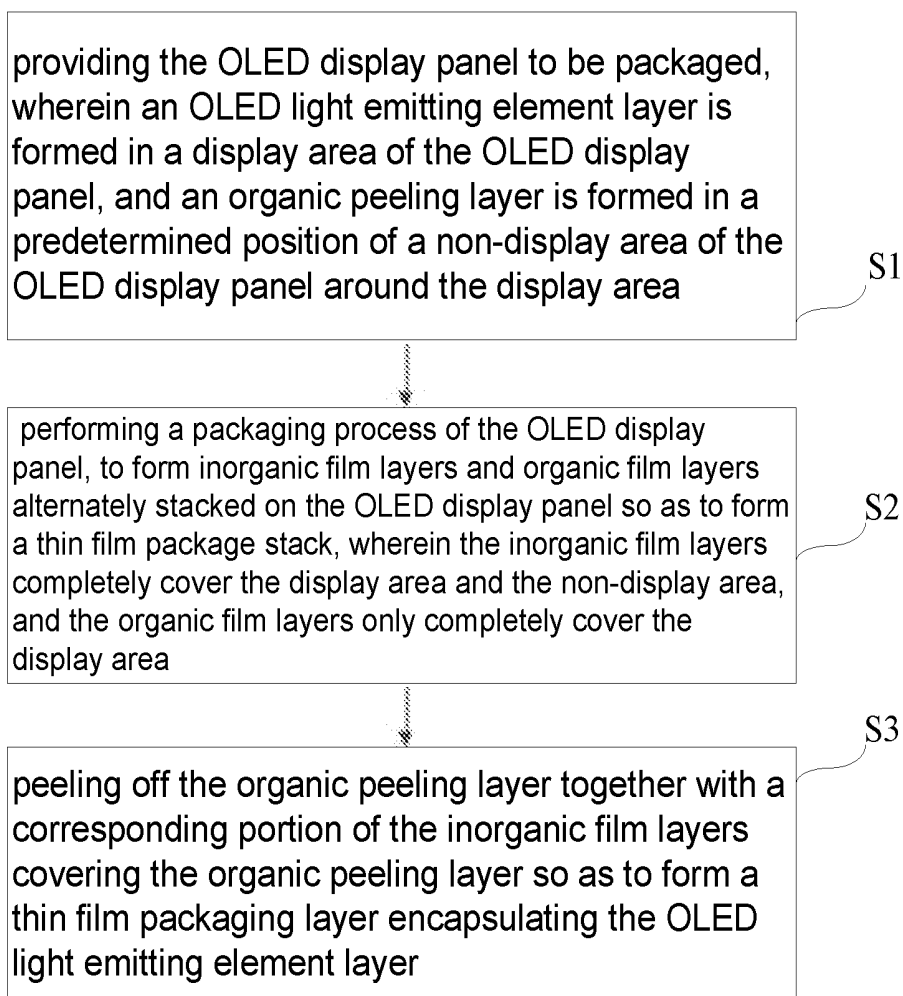 providing the OLED display panel to be packaged,
wherein an OLED light emitting element layer is
formed in a display area of the OLED display
panel, and an organic peeling layer is formed in a
predetermined position of a non-display area of the
OLED display panel around the display area
S1
performing a packaging process of the OLED display
panel, to form inorganic film layers and organic film layers
alternately stacked on the OLED display panel so as to form
a thin film package stack, wherein the inorganic film layers
completely cover the display area and the non-display area,
and the organic film layers only completely cover the
display area
S2
peeling off the organic peeling layer together with a
corresponding portion of the inorganic film layers
covering the organic peeling layer so as to form a
thin film packaging layer encapsulating the OLED
light emitting element layer
S3